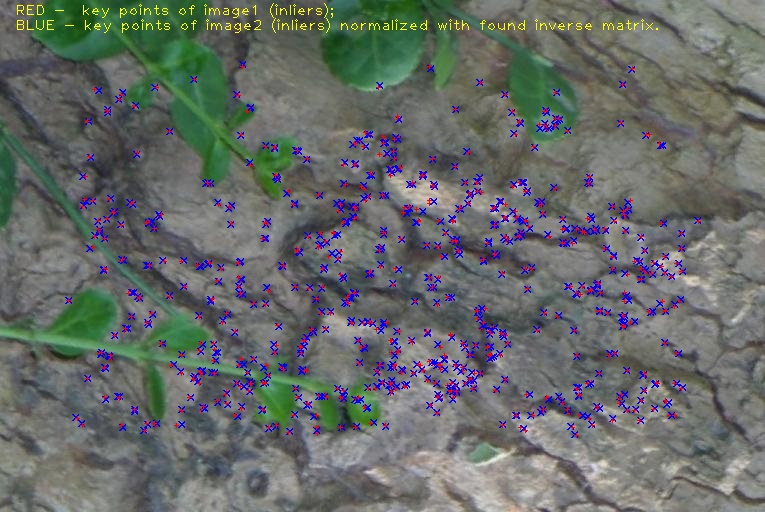 RED –  key points of image1 (inliers);
BLUE – key points of image2 (inliers) normalized with found inverse matrix.